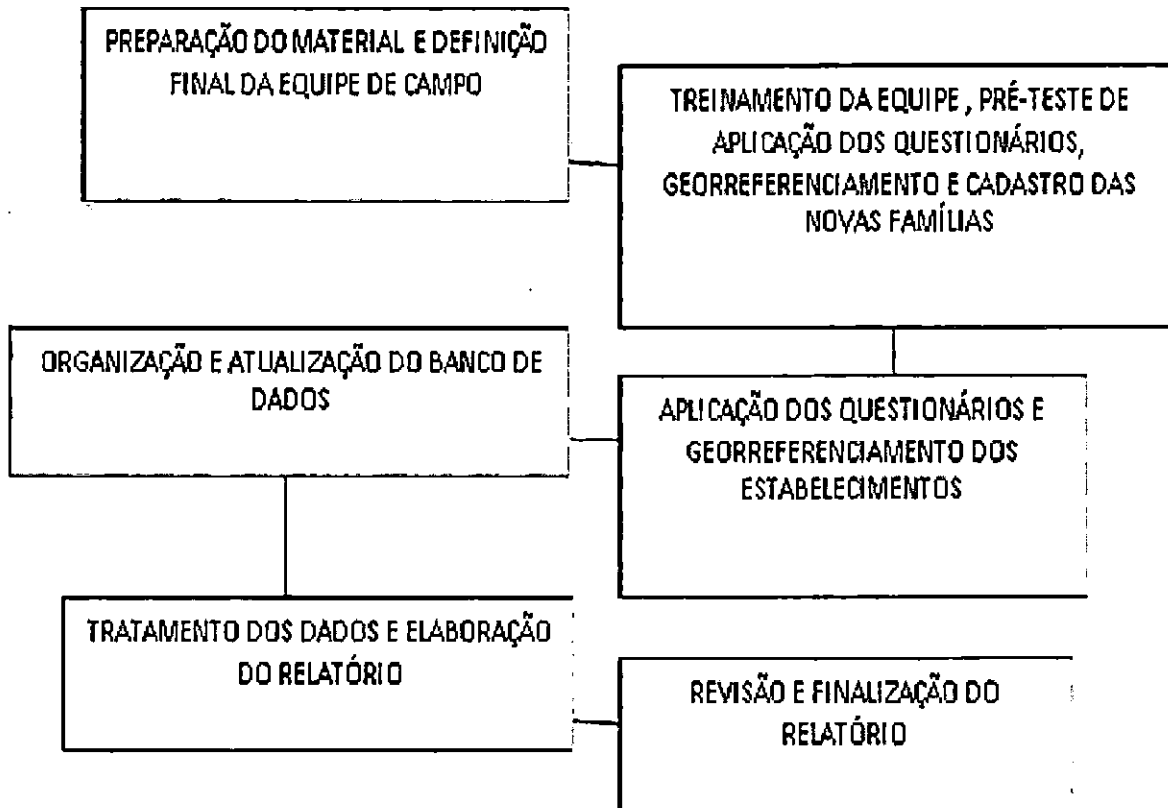 PREPARAÇÃO DO MATERIAL E DEFINIÇÃO
FINAL DA EQUIPE DE CAMPO
TREINAMENTO DA EQUIPE , PRÉ-TESTE DE
APLICAÇÃO DOS QUESTIONÁRIOS,
GEORREFERENCIAMENTO E CADASTRO DAS
NOVAS FAMÍLIAS
ORGANIZAÇÃO E ATUALIZAÇÃO DO BANCO DE
DADOS
APLICAÇÃO DOS QUESTIONÁRIOS E
GEORREFERENCIAMENTO DOS
ESTABELECIMENTOS
TRATAMENTO DOS DADOS E ELABORAÇÃO
DO RELATÓRIO
REVISÃO E FINALIZAÇÃO DO
RELATÓRIO